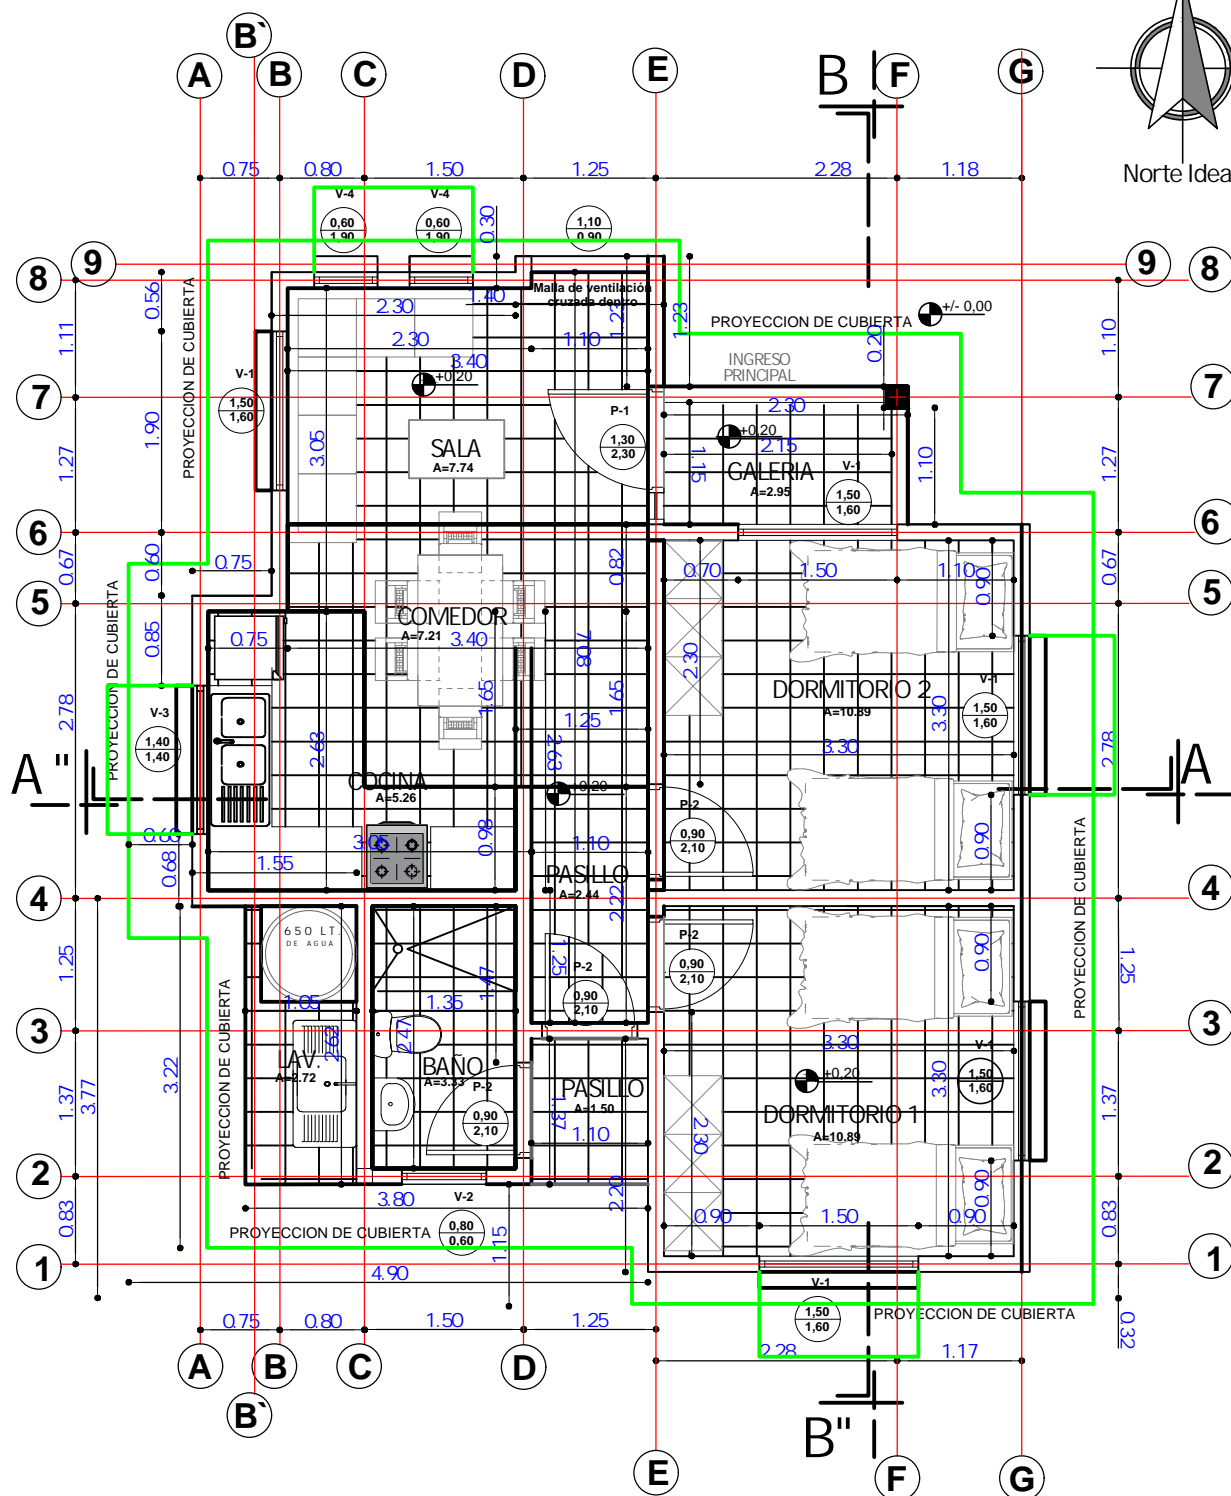 B`
A
B
C
D
E
B
F
G
Norte Idea
0.75
0.80
1.50
1.25
2.28
1.18
V-4
V-4
0,60
1,90
0,60
1,90
0.30
1,10
0.90
9
9
8
8
PROYECCION DE CUBIERTA
0.56
1.11
Malla de ventilación
cruzada dentro
1.40
2.30
1.23
1.23
+/- 0,00
PROYECCION DE CUBIERTA
0.20
1.10
2.30
1.10
INGRESO
PRINCIPAL
3.40
+0,20
V-1
1,50
1,60
7
7
P-1
1,30
2,30
2.30
+0,20
2.15
1.90
1.27
3.05
SALA
A=7.74
1.15
GALERIA
A=2.95
V-1
1,50
1,60
1.10
1.27
6
6
0.67
0.60
0.75
0.82
0.70
1.50
1.10
0.90
0.67
5
5
PROYECCION DE CUBIERTA
0.85
0.75
COMEDOR
A=7.21
3.40
7.08
2.30
DORMITORIO 2
A=10.89
V-1
1,50
1,60
3.30
3.30
2.78
V-3
1,40
1,40
1.65
1.65
1.25
2.63
2.63
2.78
A"
COCINA
A=5.26
+0,20
A
P-2
0,90
2,10
0.68
0.68
3.05
0.98
1.10
0.90
1.55
PASILLO
A=2.44
PROYECCION DE CUBIERTA
4
4
2.22
650 LT.
DE AGUA
1.25
1.25
P-2
0,90
2,10
P-2
0,90
2,10
0.90
1.25
PROYECCION DE CUBIERTA
1.05
1.35
1.47
3
3
3.22
3.77
1.37
2.62
2.47
LAV.
A=2.72
BAÑO
A=3.33
P-2
0,90
2,10
PASILLO
A=1.50
1.37
1.10
3.30
3.30
V-1
1,50
1,60
+0,20
DORMITORIO 1
A=10.89
2.30
1.37
2
2
0.83
3.80
V-2
0,80
0,60
PROYECCION DE CUBIERTA
1.15
2.20
0.90
1.50
0.90
0.90
0.83
1
1
4.90
V-1
1,50
1,60
PROYECCION DE CUBIERTA
0.32
0.75
0.80
1.50
1.25
2.28
1.17
A
B
C
D
B`
B"
E
F
G